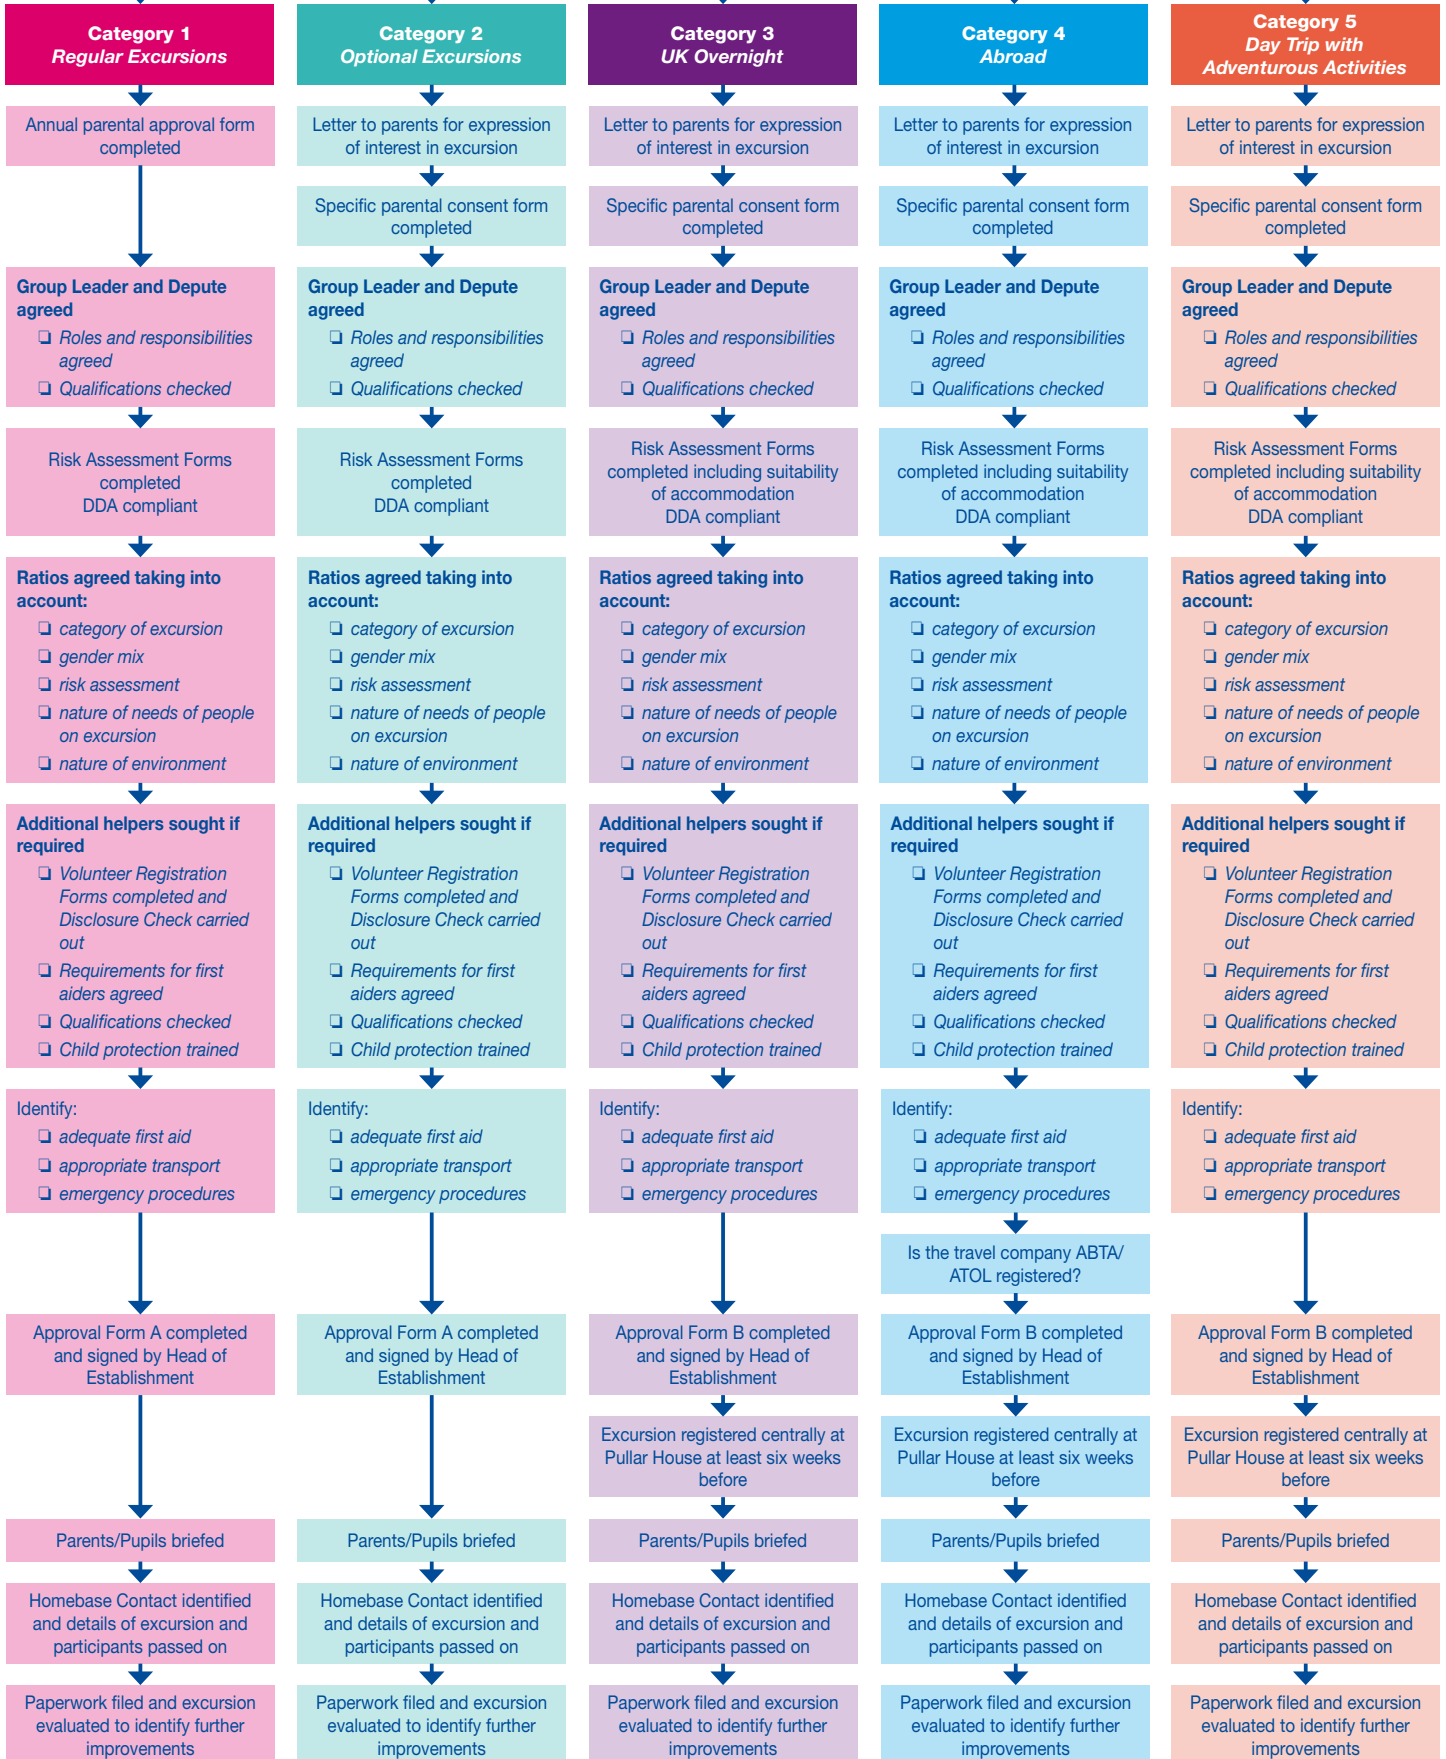 Category 1
Regular Excursions
Annual parental approval form
completed
Group Leader and Depute
agreed
❏ Roles and responsibilities
agreed
❏ Qualifications checked
Risk Assessment Forms
completed
DDA compliant
Ratios agreed taking into
account:
❏ category of excursion
❏ gender mix
❏ risk assessment
❏ nature of needs of people
on excursion
❏ nature of environment
Additional helpers sought if
required
❏ Volunteer Registration
Forms completed and
Disclosure Check carried
out
❏ Requirements for first
aiders agreed
❏ Qualifications checked
❏ Child protection trained
Identify:
❏ adequate first aid
❏ appropriate transport
❏ emergency procedures
Approval Form A completed
and signed by Head of
Establishment
Parents/Pupils briefed
Homebase Contact identified
and details of excursion and
participants passed on
Paperwork filed and excursion
evaluated to identify further
improvements
Category 2
Optional Excursions
Letter to parents for expression
of interest in excursion
Specific parental consent form
completed
Group Leader and Depute
agreed
❏ Roles and responsibilities
agreed
❏ Qualifications checked
Risk Assessment Forms
completed
DDA compliant
Ratios agreed taking into
account:
❏ category of excursion
❏ gender mix
❏ risk assessment
❏ nature of needs of people
on excursion
❏ nature of environment
Additional helpers sought if
required
❏ Volunteer Registration
Forms completed and
Disclosure Check carried
out
❏ Requirements for first
aiders agreed
❏ Qualifications checked
❏ Child protection trained
Identify:
❏ adequate first aid
❏ appropriate transport
❏ emergency procedures
Approval Form A completed
and signed by Head of
Establishment
Parents/Pupils briefed
Homebase Contact identified
and details of excursion and
participants passed on
Paperwork filed and excursion
evaluated to identify further
improvements
Category 3
UK Overnight
Letter to parents for expression
of interest in excursion
Specific parental consent form
completed
Group Leader and Depute
agreed
❏ Roles and responsibilities
agreed
❏ Qualifications checked
Risk Assessment Forms
completed including suitability
of accommodation
DDA compliant
Ratios agreed taking into
account:
❏ category of excursion
❏ gender mix
❏ risk assessment
❏ nature of needs of people
on excursion
❏ nature of environment
Additional helpers sought if
required
❏ Volunteer Registration
Forms completed and
Disclosure Check carried
out
❏ Requirements for first
aiders agreed
❏ Qualifications checked
❏ Child protection trained
Identify:
❏ adequate first aid
❏ appropriate transport
❏ emergency procedures
Approval Form B completed
and signed by Head of
Establishment
Excursion registered centrally at
Pullar House at least six weeks
before
Parents/Pupils briefed
Homebase Contact identified
and details of excursion and
participants passed on
Paperwork filed and excursion
evaluated to identify further
improvements
Category 4
Abroad
Letter to parents for expression
of interest in excursion
Specific parental consent form
completed
Group Leader and Depute
agreed
❏ Roles and responsibilities
agreed
❏ Qualifications checked
Risk Assessment Forms
completed including suitability
of accommodation
DDA compliant
Ratios agreed taking into
account:
❏ category of excursion
❏ gender mix
❏ risk assessment
❏ nature of needs of people
on excursion
❏ nature of environment
Additional helpers sought if
required
❏ Volunteer Registration
Forms completed and
Disclosure Check carried
out
❏ Requirements for first
aiders agreed
❏ Qualifications checked
❏ Child protection trained
Identify:
❏ adequate first aid
❏ appropriate transport
❏ emergency procedures
Is the travel company ABTA/
ATOL registered?
Approval Form B completed
and signed by Head of
Establishment
Excursion registered centrally at
Pullar House at least six weeks
before
Parents/Pupils briefed
Homebase Contact identified
and details of excursion and
participants passed on
Paperwork filed and excursion
evaluated to identify further
improvements
Category 5
Day Trip with
Adventurous Activities
Letter to parents for expression
of interest in excursion
Specific parental consent form
completed
Group Leader and Depute
agreed
❏ Roles and responsibilities
agreed
❏ Qualifications checked
Risk Assessment Forms
completed including suitability
of accommodation
DDA compliant
Ratios agreed taking into
account:
❏ category of excursion
❏ gender mix
❏ risk assessment
❏ nature of needs of people
on excursion
❏ nature of environment
Additional helpers sought if
required
❏ Volunteer Registration
Forms completed and
Disclosure Check carried
out
❏ Requirements for first
aiders agreed
❏ Qualifications checked
❏ Child protection trained
Identify:
❏ adequate first aid
❏ appropriate transport
❏ emergency procedures
Approval Form B completed
and signed by Head of
Establishment
Excursion registered centrally at
Pullar House at least six weeks
before
Parents/Pupils briefed
Homebase Contact identified
and details of excursion and
participants passed on
Paperwork filed and excursion
evaluated to identify further
improvements